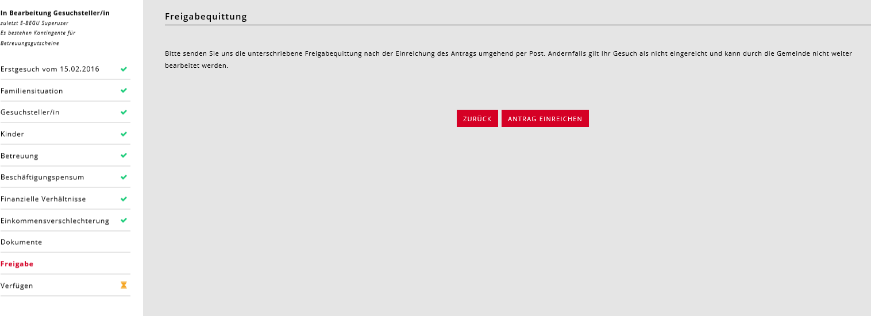 In Bearbeitung Gesuchsteller/in
zuletzt E-BEGU Superuser
Es bestehen Kontingente für
Betreuungsgutscheine
Erstgesuch vom 15.02.2016
Familiensituation
Gesuchsteller/in
Kinder
Betreuung
Beschäftigungspensum
Finanzielle Verhältnisse
Einkommensverschlechterung
Dokumente
Freigabe
Verfügen
Freigabequittung
Bitte senden Sie uns die unterschriebene Freigabequittung nach der Einreichung des Antrags umgehend per Post. Andernfalls gilt Ihr Gesuch als nicht eingereicht und kann durch die Gemeinde nicht weiter
bearbeitet werden.
ZURÜCK ANTRAG EINREICHEN